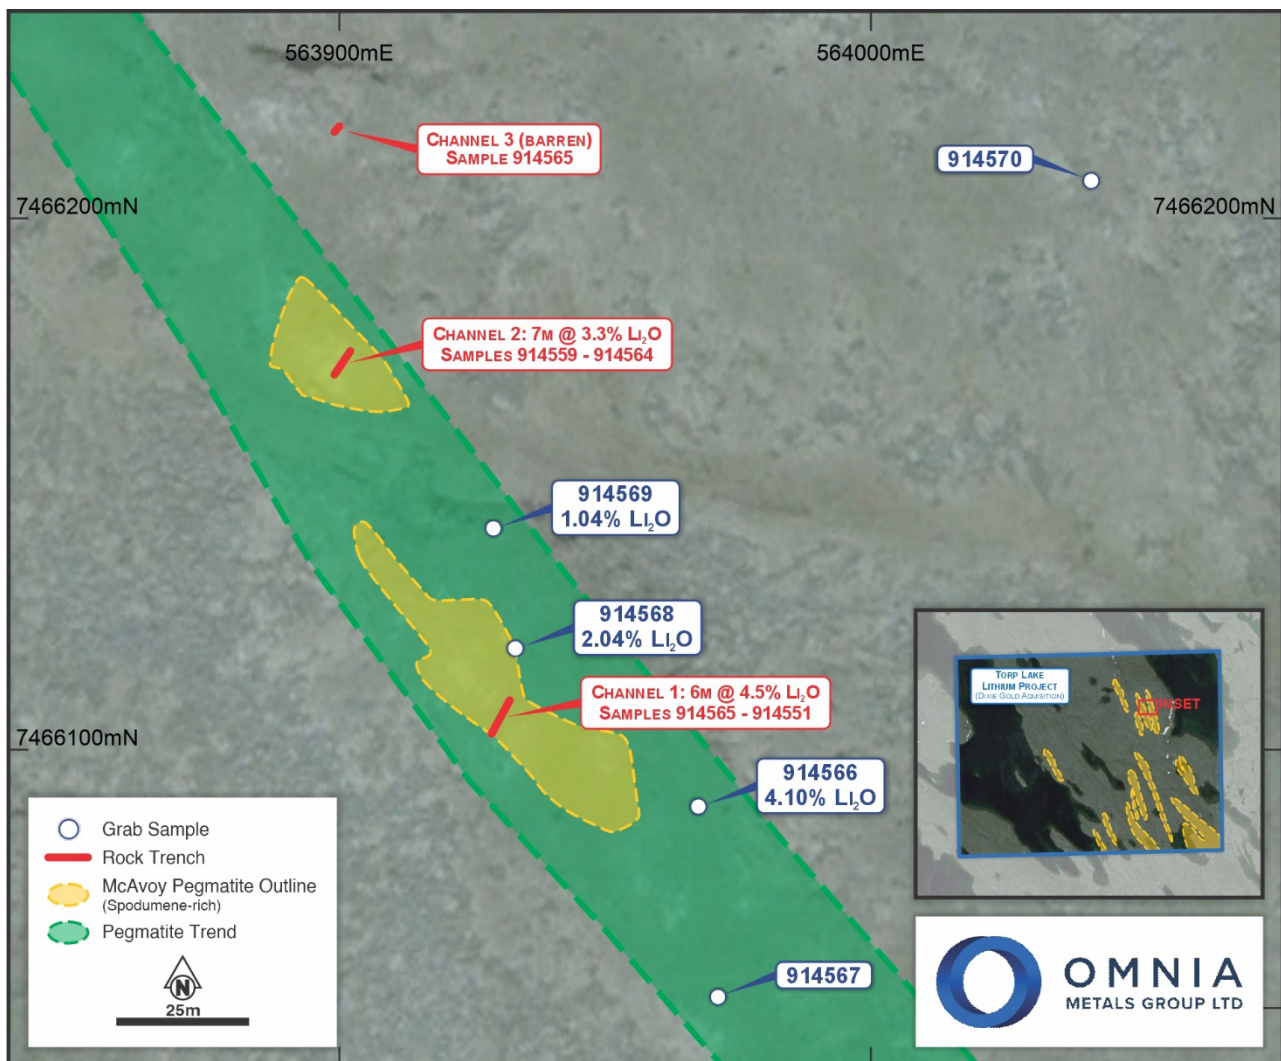 563900mE
564000mE
CHANNEL 3 (BARREN)
SAMPLE 914565
914570
7466200mN
7466200mN
CHANNEL 2: 7M @ 3.3% LI₂O
SAMPLES 914559 - 914564
914569
1.04% LI₂O
914568
2.04% LI₂O
CHANNEL 1: 6M @ 4.5% LI₂O
SAMPLES 914565 - 914551
7466100mN
914566
4.10% LI₂O
914567
TORP LAKE
LITHIUM PROJECT
(DIXIE GOLD AQUISITION)
INSET
Grab Sample
Rock Trench
McAvoy Pegmatite Outline
(Spodumene-rich)
Pegmatite Trend
N
25m
OMNIA
METALS GROUP LTD